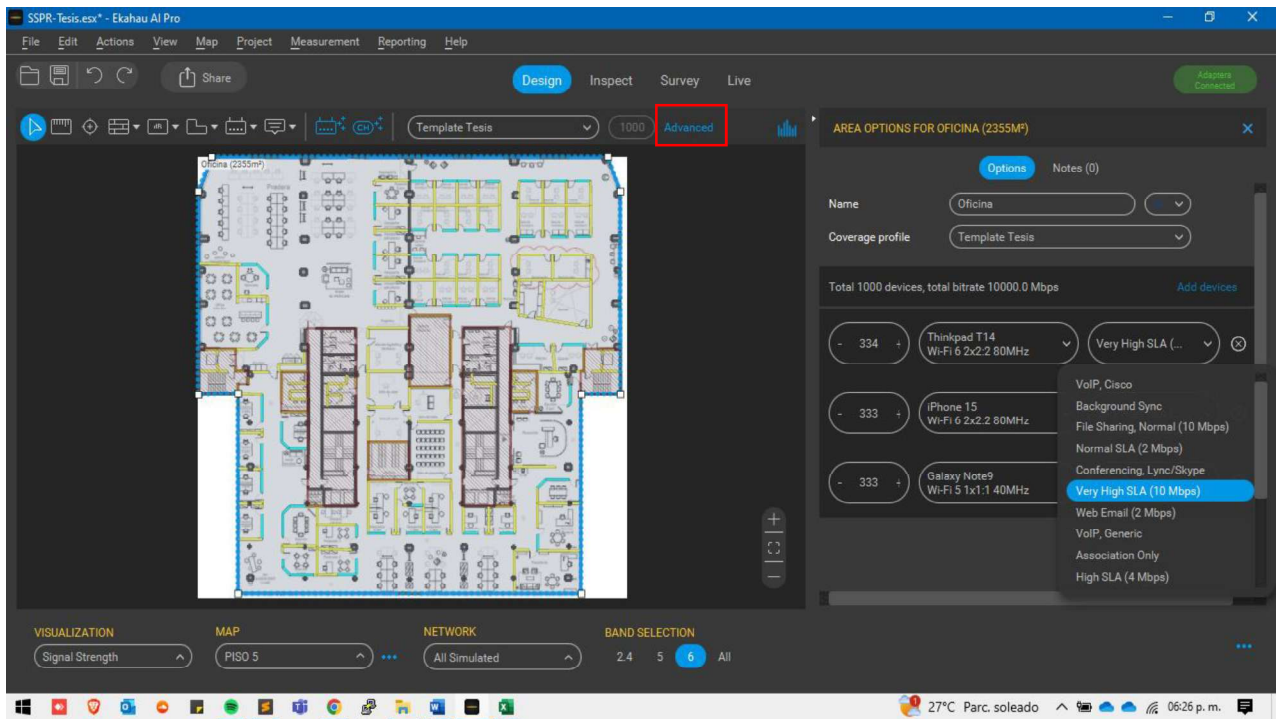 SSPR-Tesis.esx* - Ekahau AI Pro
File Edit Actions View Map Project Measurement Reporting Help
Share
Design Inspect Survey Live
Adapters
Connected
CH
Template Tesis
1000
Advanced
AREA OPTIONS FOR OFICINA (2355M²)
Oficina (2355m²)
Options
Notes (0)
Name
Oficina
Coverage profile
Template Tesis
Total 1000 devices, total bitrate 10000.0 Mbps
Add devices
- 334 +
Thinkpad T14
Wi-Fi 6 2x2:2 80MHz
Very High SLA (...
- 333 +
iPhone 15
Wi-Fi 6 2x2:2 80MHz
- 333 +
Galaxy Note9
Wi-Fi 5 1x1:1 40MHz
VoIP, Cisco
Background Sync
File Sharing, Normal (10 Mbps)
Normal SLA (2 Mbps)
Conferencing, Lync/Skype
Very High SLA (10 Mbps)
Web Email (2 Mbps)
VoIP, Generic
Association Only
High SLA (4 Mbps)
VISUALIZATION
Signal Strength
MAP
PISO 5
NETWORK
All Simulated
BAND SELECTION
2.4 5 6 All
27°C Parc. soleado
06:26 p. m.